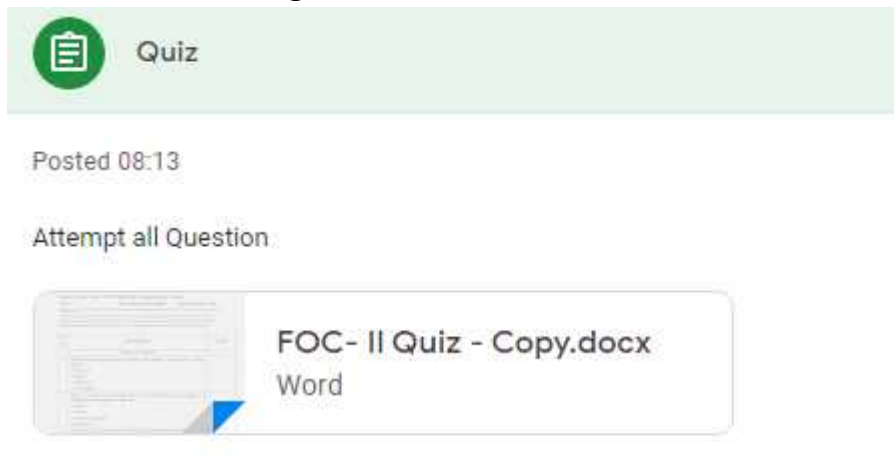 Quiz
Posted 08:13
Attempt all Question
FOC- II Quiz - Copy.docx
Word